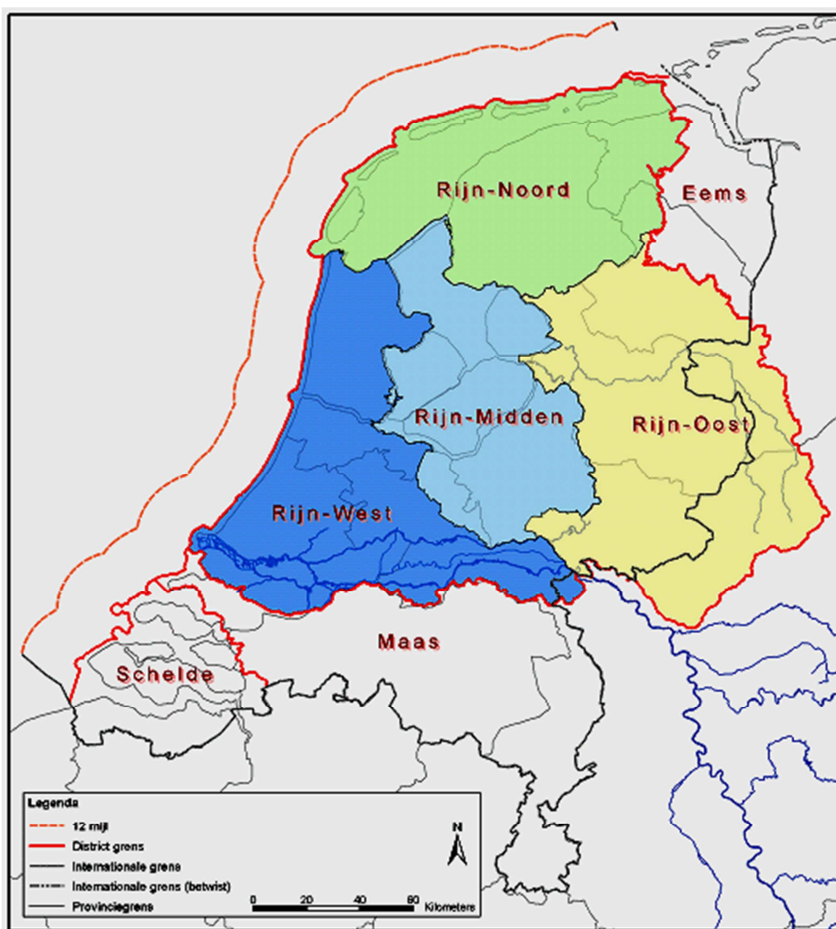 Rijn-Noord
Eems
Rijn-Midden
Rijn-Oost
Rijn-West
Maas
Schelde
Legenda
12 mijl
District grens
Internationale grens
Internationale grens (betwist)
Provinciegrens
N
0 20 40 60 80 Kilometers